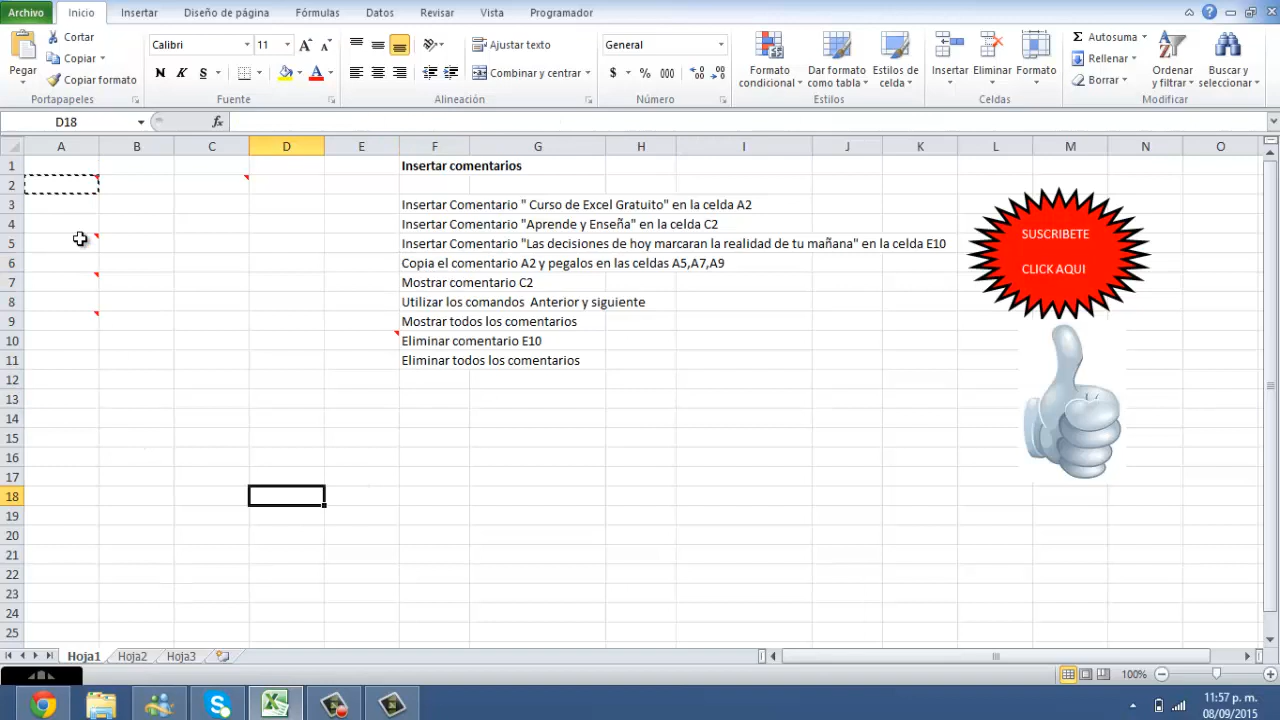 Archivo Inicio Insertar Diseño de página Fórmulas Datos Revisar Vista Programador
Pegar
Cortar
Copiar
Copiar formato
Portapapeles
Calibri 11
N K S
Fuente
Ajustar texto
Combinar y centrar
Alineación
General
$ % 000
Número
Formato condicional
Dar formato como tabla
Estilos de celda
Estilos
Insertar
Eliminar
Formato
Celdas
Σ Autosuma
Rellenar
Borrar
Ordenar y filtrar
Buscar y seleccionar
Modificar
D18 fx
A B C D E F G H I J K L M N O
1 Insertar comentarios
2
3 Insertar Comentario " Curso de Excel Gratuito" en la celda A2
4 Insertar Comentario "Aprende y Enseña" en la celda C2
5 Insertar Comentario "Las decisiones de hoy marcaran la realidad de tu mañana" en la celda E10
6 Copia el comentario A2 y pegalos en las celdas A5,A7,A9
7 Mostrar comentario C2
8 Utilizar los comandos Anterior y siguiente
9 Mostrar todos los comentarios
10 Eliminar comentario E10
11 Eliminar todos los comentarios
12
13
14
15
16
17
18
19
20
21
22
23
24
25
SUSCRIBETE
CLICK AQUI
Hoja1 Hoja2 Hoja3
100%
11:57 p. m.
08/09/2015